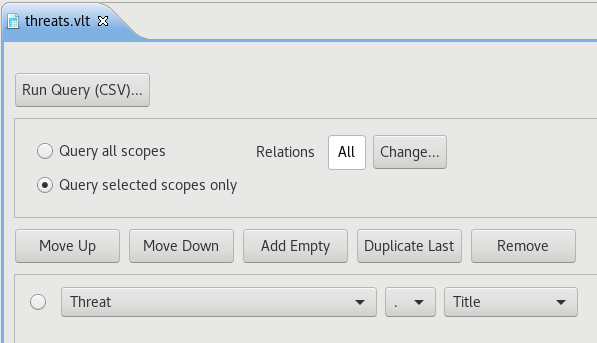 threats.vlt
Run Query (CSV)...
Query all scopes Relations All Change...
Query selected scopes only
Move Up Move Down Add Empty Duplicate Last Remove
Threat . Title